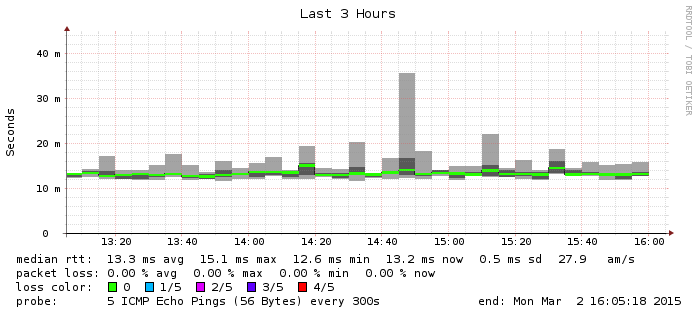 Last 3 Hours
RRDTOOL / TOBI OETIKER
Seconds
40 m
30 m
20 m
10 m
0
13:20 13:40 14:00 14:20 14:40 15:00 15:20 15:40 16:00
median rtt: 13.3 ms avg 15.1 ms max 12.6 ms min 13.2 ms now 0.5 ms sd 27.9 am/s
packet loss: 0.00 % avg 0.00 % max 0.00 % min 0.00 % now
loss color: 0 1/5 2/5 3/5 4/5
probe: 5 ICMP Echo Pings (56 Bytes) every 300s end: Mon Mar 2 16:05:18 2015